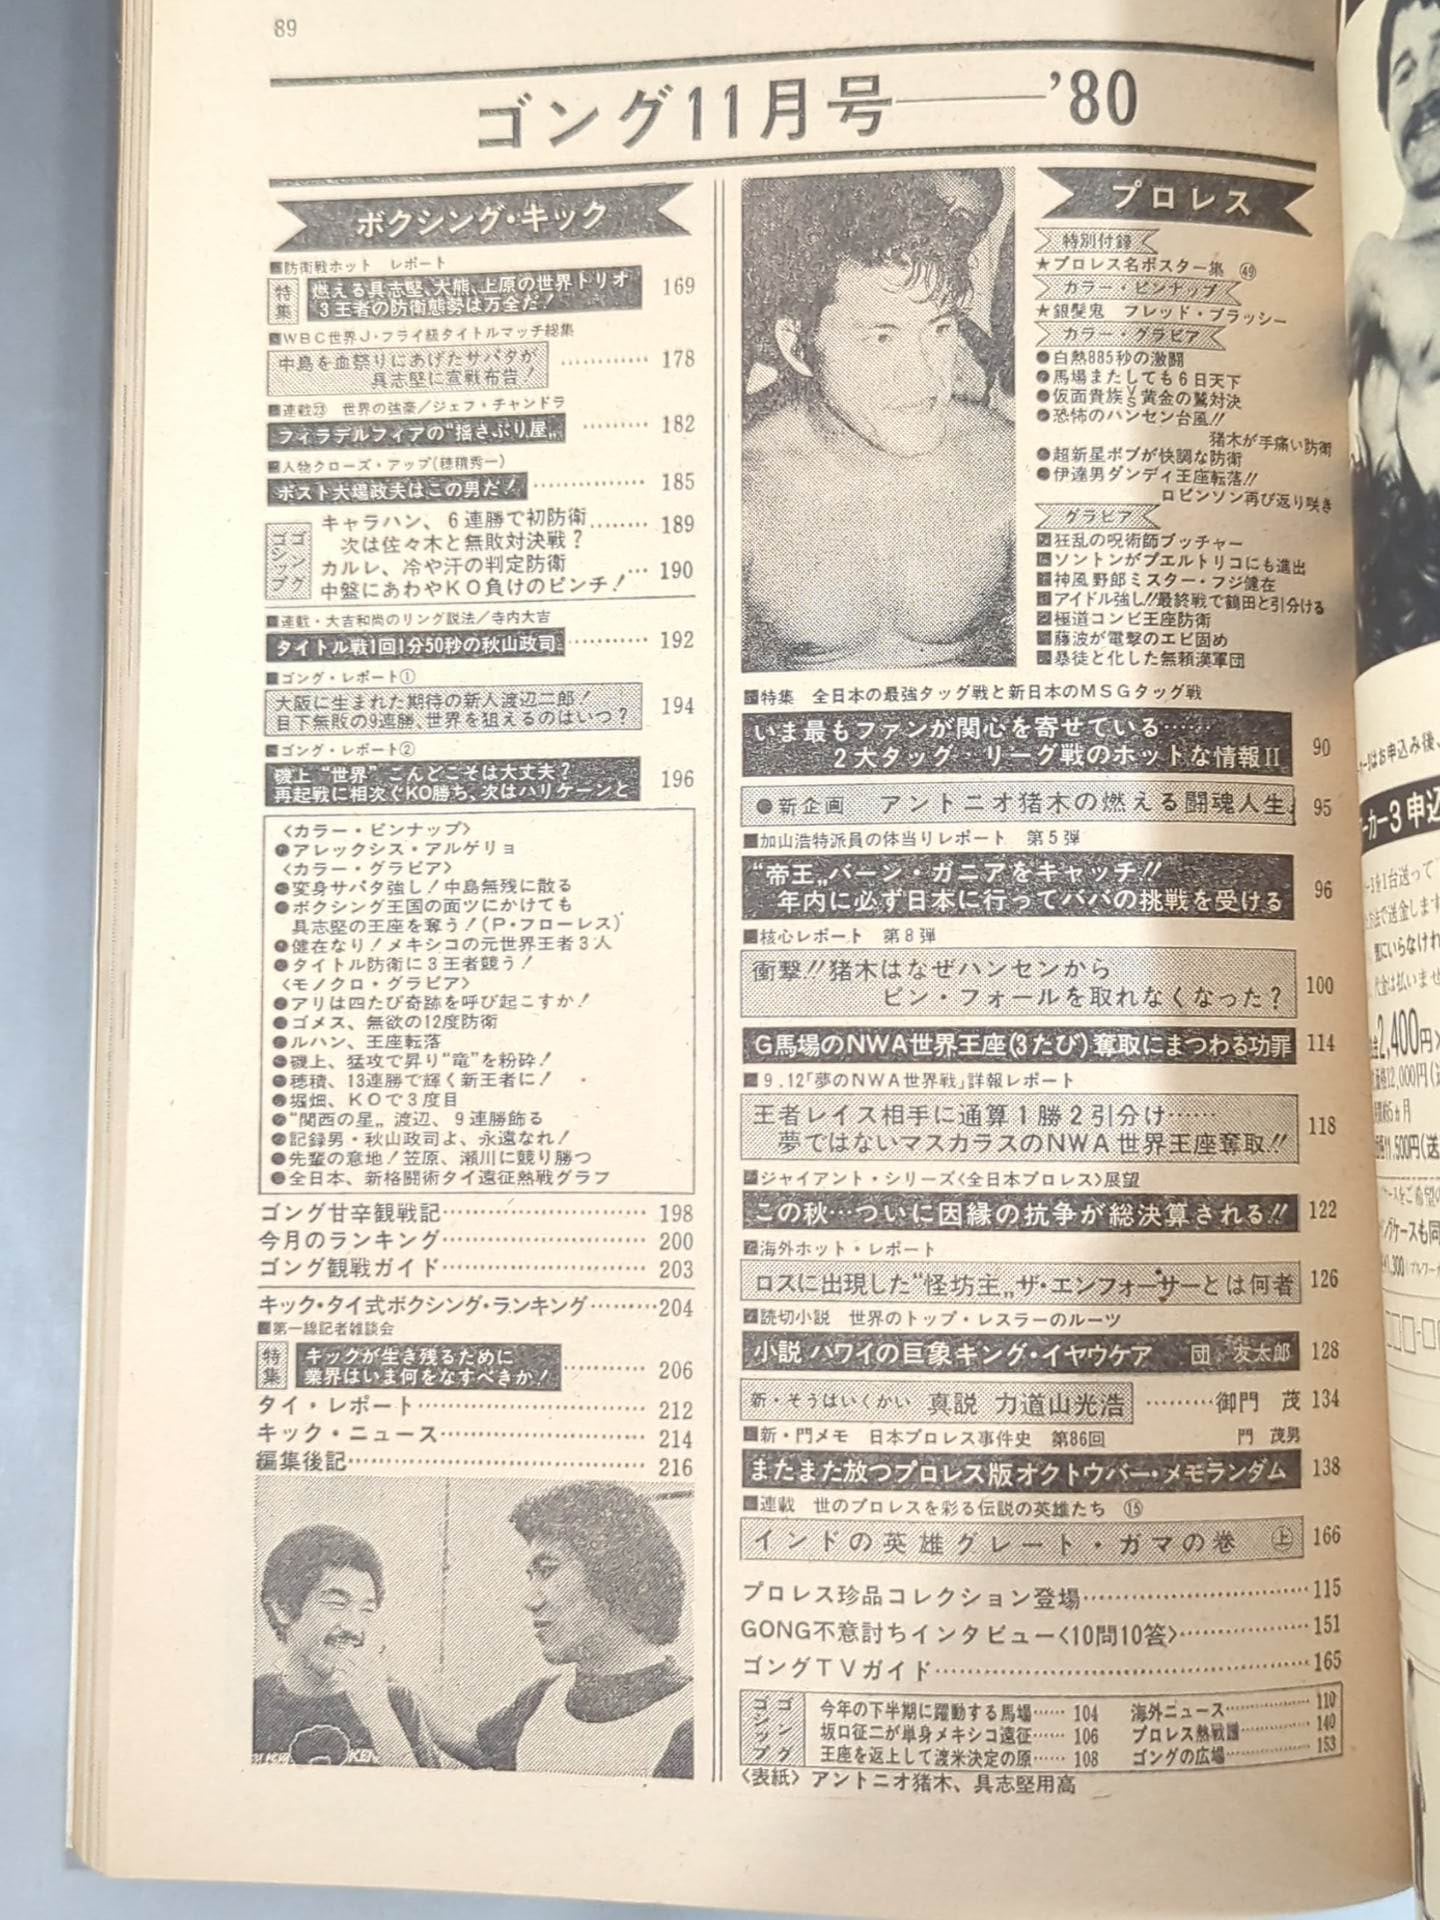 89
ゴング11月号——'80
ボクシング・キック
■防衛戦ホット レポート
特集
燃える具志堅、大熊、上原の世界トリオ
3王者の防衛態勢は万全だ!
169
■WBC世界J・フライ級タイトルマッチ総集
中島を血祭りにあげたサパタが
具志堅に宣戦布告!
………… 178
■連載㉓ 世界の強豪/ジェフ・チャンドラ
フィラデルフィアの“揺さぶり屋„
……… 182
■人物クローズ・アップ(穂積秀一)
ポスト大場政夫はこの男だ!
…………… 185
ゴング
ゴシップ
キャラハン、6連勝で初防衛
次は佐々木と無敗対決戦?
……… 189
カルレ、冷や汗の判定防衛
中盤にあわやKO負けのピンチ!
… 190
■連載・大吉和尚のリング説法/寺内大吉
タイトル戦1回1分50秒の秋山政司
………… 192
■ゴング・レポート①
大阪に生まれた期待の新人渡辺二郎!
目下無敗の9連勝、世界を狙えるのはいつ?
194
■ゴング・レポート②
磯上“世界”こんどこそは大丈夫?
再起戦に相次ぐKO勝ち、次はハリケーンと
196
〈カラー・ピンナップ〉
●アレックシス・アルゲリョ
〈カラー・グラビア〉
●変身サパタ強し!中島無残に散る
●ボクシング王国の面ツにかけても
具志堅の王座を奪う!(P・フローレス)
●健在なり!メキシコの元世界王者3人
●タイトル防衛に3王者競う!
〈モノクロ・グラビア〉
●アリは四たび奇跡を呼び起こすか!
●ゴメス、無欲の12度防衛
●ルハン、王座転落
●磯上、猛攻で昇り“竜”を粉砕!
●穂積、13連勝で輝く新王者に!
●堀畑、KOで3度目
●“関西の星„渡辺、9連勝飾る
●記録男・秋山政司よ、永遠なれ!
●先輩の意地!笠原、瀬川に競り勝つ
●全日本、新格闘術タイ遠征熱戦グラフ
ゴング甘辛観戦記………………………198
今月のランキング………………………200
ゴング観戦ガイド………………………203
キック・タイ式ボクシング・ランキング………204
■第一線記者雑談会
特集
キックが生き残るために
業界はいま何をなすべきか!
………… 206
タイ・レポート…………………………212
キック・ニュース………………………214
編集後記…………………………………216
プロレス
特別付録
★プロレス名ポスター集 ㊾
カラー・ピンナップ
★銀髪鬼 フレッド・ブラッシー
カラー・グラビア
●白熱885秒の激闘
●馬場またしても6日天下
●仮面貴族VS黄金の鷲対決
●恐怖のハンセン台風!!
猪木が手痛い防衛
●超新星ボブが快調な防衛
●伊達男ダンディ王座転落!!
ロビンソン再び返り咲き
グラビア
■狂乱の呪術師ブッチャー
■ソントンがプエルトリコにも進出
■神風野郎ミスター・フジ健在
■アイドル強し!!最終戦で鶴田と引分ける
■極道コンビ王座防衛
■藤波が電撃のエビ固め
■暴徒と化した無頼漢軍団
■特集 全日本の最強タッグ戦と新日本のMSGタッグ戦
いま最もファンが関心を寄せている……
2大タッグ リーグ戦のホットな情報II
90
●新企画 アントニオ猪木の燃える闘魂人生
95
■加山浩特派員の体当りレポート 第5弾
“帝王„バーン・ガニアをキャッチ!!
年内に必ず日本に行ってババの挑戦を受ける
96
■核心レポート 第8弾
衝撃!!猪木はなぜハンセンから
ピン・フォールを取れなくなった?
100
G馬場のNWA世界王座(3たび)奪取にまつわる功罪 114
■9.12「夢のNWA世界戦」詳報レポート
王者レイス相手に通算1勝2引分け……
夢ではないマスカラスのNWA世界王座奪取!!
118
■ジャイアント・シリーズ〈全日本プロレス〉展望
この秋…ついに因縁の抗争が総決算される!! 122
■海外ホット・レポート
ロスに出現した“怪坊主„ザ・エンフォーサーとは何者 126
■読切小説 世界のトップ・レスラーのルーツ
小説 ハワイの巨象キング・イヤウケア 団 友太郎 128
新・そうはいくかい 真説 力道山光浩 ………御門 茂 134
■新・門メモ 日本プロレス事件史 第86回 門 茂男
またまた放つプロレス版オクトウバー・メモランダム 138
■連載 世のプロレスを彩る伝説の英雄たち ⑮
インドの英雄グレート・ガマの巻 ㊤ 166
プロレス珍品コレクション登場………………………115
GONG不意討ちインタビュー〈10問10答〉……………151
ゴングTVガイド………………………………………165
ゴング
ゴシップ
今年の下半期に躍動する馬場…… 104
坂口征二が単身メキシコ遠征…… 106
王座を返上して渡米決定の原…… 108
海外ニュース……………110
プロレス熱戦譜…………140
ゴングの広場……………153
〈表紙〉アントニオ猪木、具志堅用高